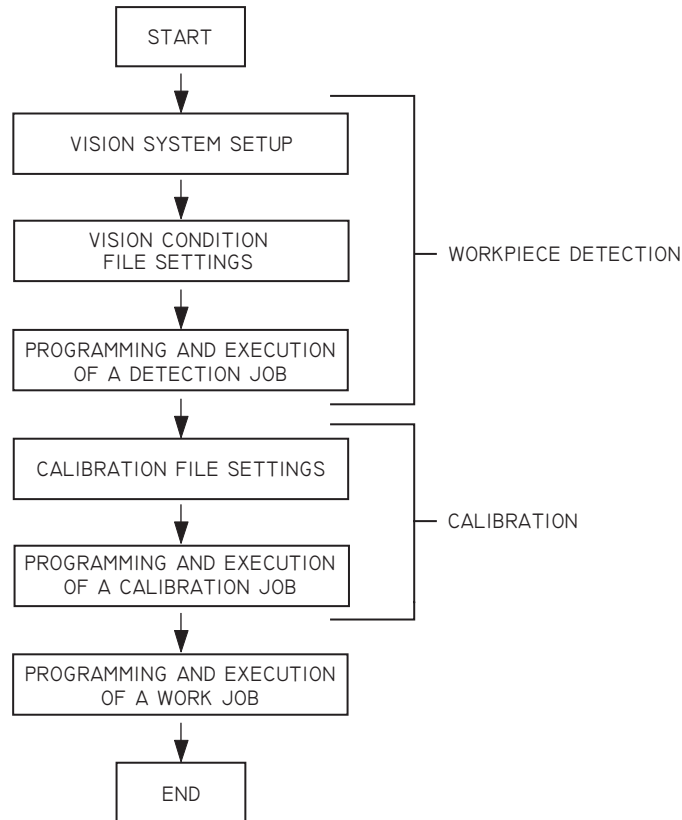 START
VISION SYSTEM SETUP
VISION CONDITION
FILE SETTINGS
WORKPIECE DETECTION
PROGRAMMING AND EXECUTION
OF A DETECTION JOB
CALIBRATION FILE SETTINGS
CALIBRATION
PROGRAMMING AND EXECUTION
OF A CALIBRATION JOB
PROGRAMMING AND EXECUTION
OF A WORK JOB
END